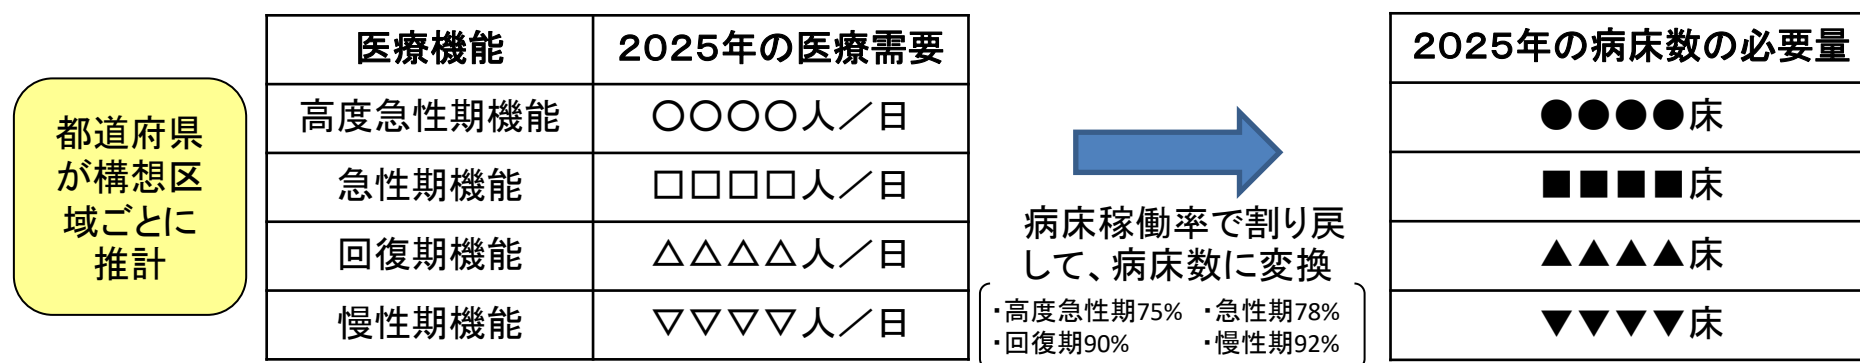 都道府県
が構想区
域ごとに
推計
医療機能 2025年の医療需要
高度急性期機能 〇〇〇〇人／日
急性期機能 □□□□人／日
回復期機能 △△△△人／日
慢性期機能 ▽▽▽▽人／日
病床稼働率で割り戻
して、病床数に変換
・高度急性期75% ・急性期78%
・回復期90% ・慢性期92%
2025年の病床数の必要量
●●●●床
■■■■床
▲▲▲▲床
▼▼▼▼床